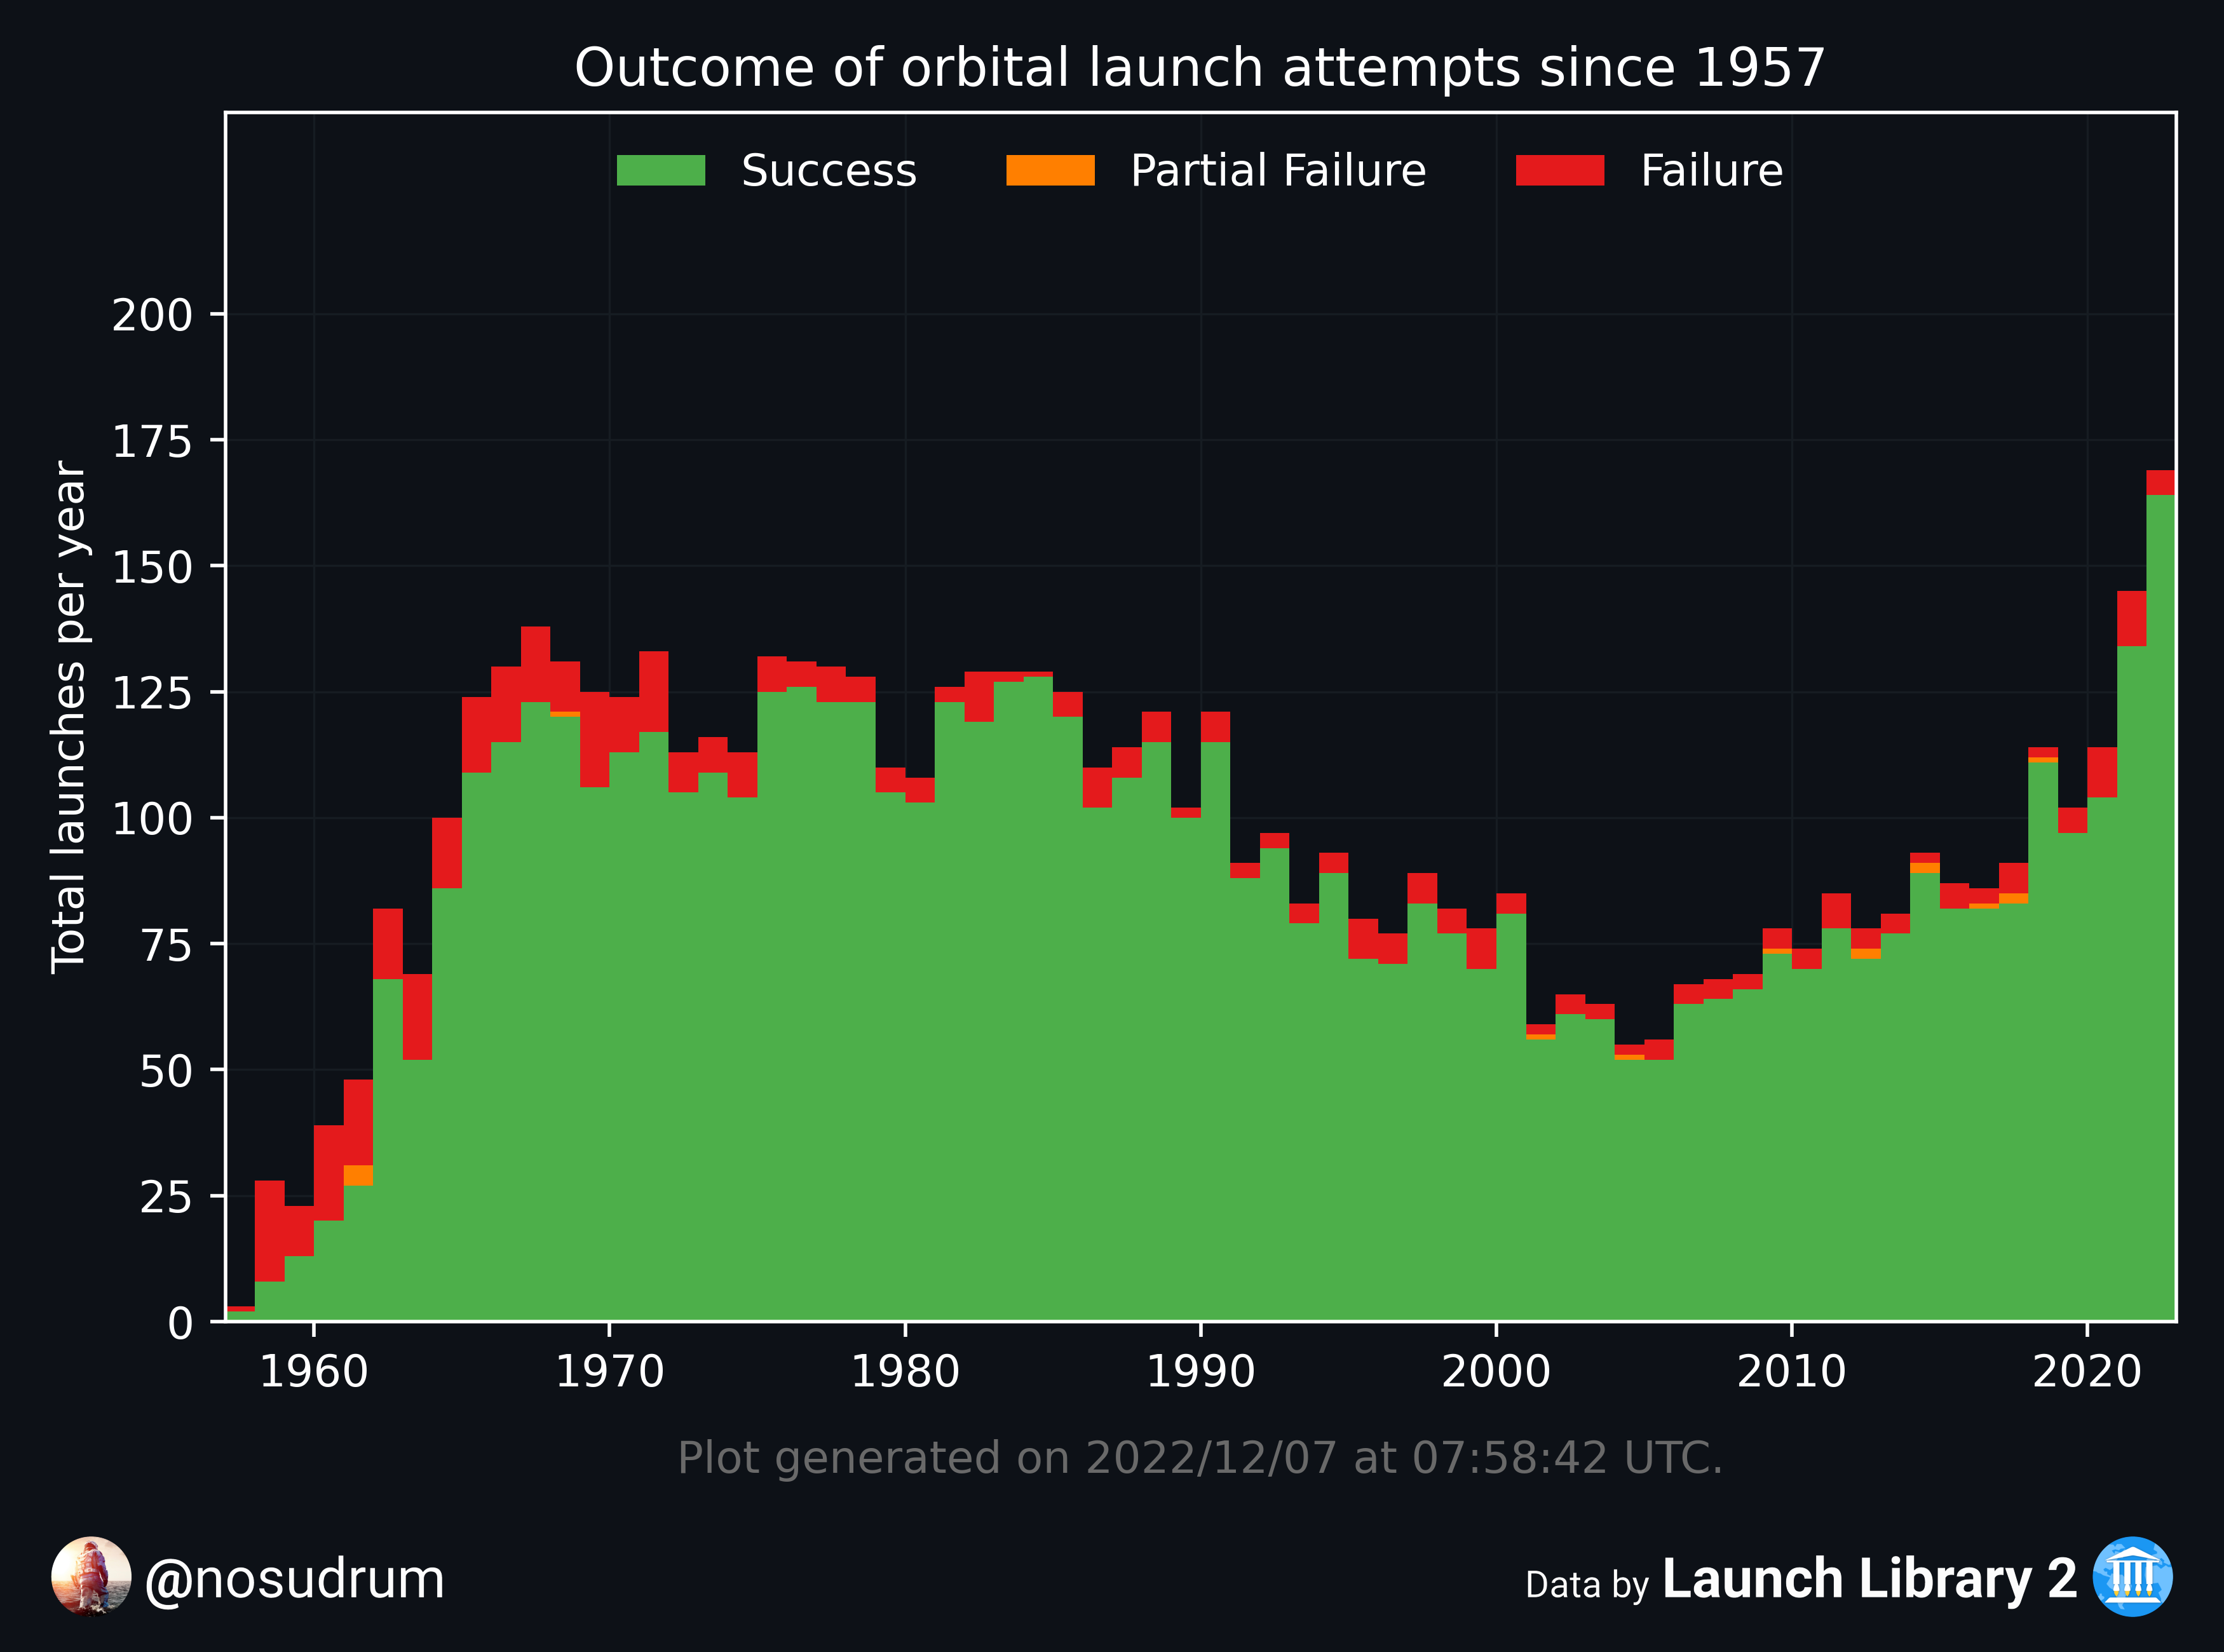 Outcome of orbital launch attempts since 1957
Success Partial Failure Failure
Total launches per year
200
175
150
125
100
75
50
25
0
1960 1970 1980 1990 2000 2010 2020
Plot generated on 2022/12/07 at 07:58:42 UTC.
@nosudrum
Data by Launch Library 2